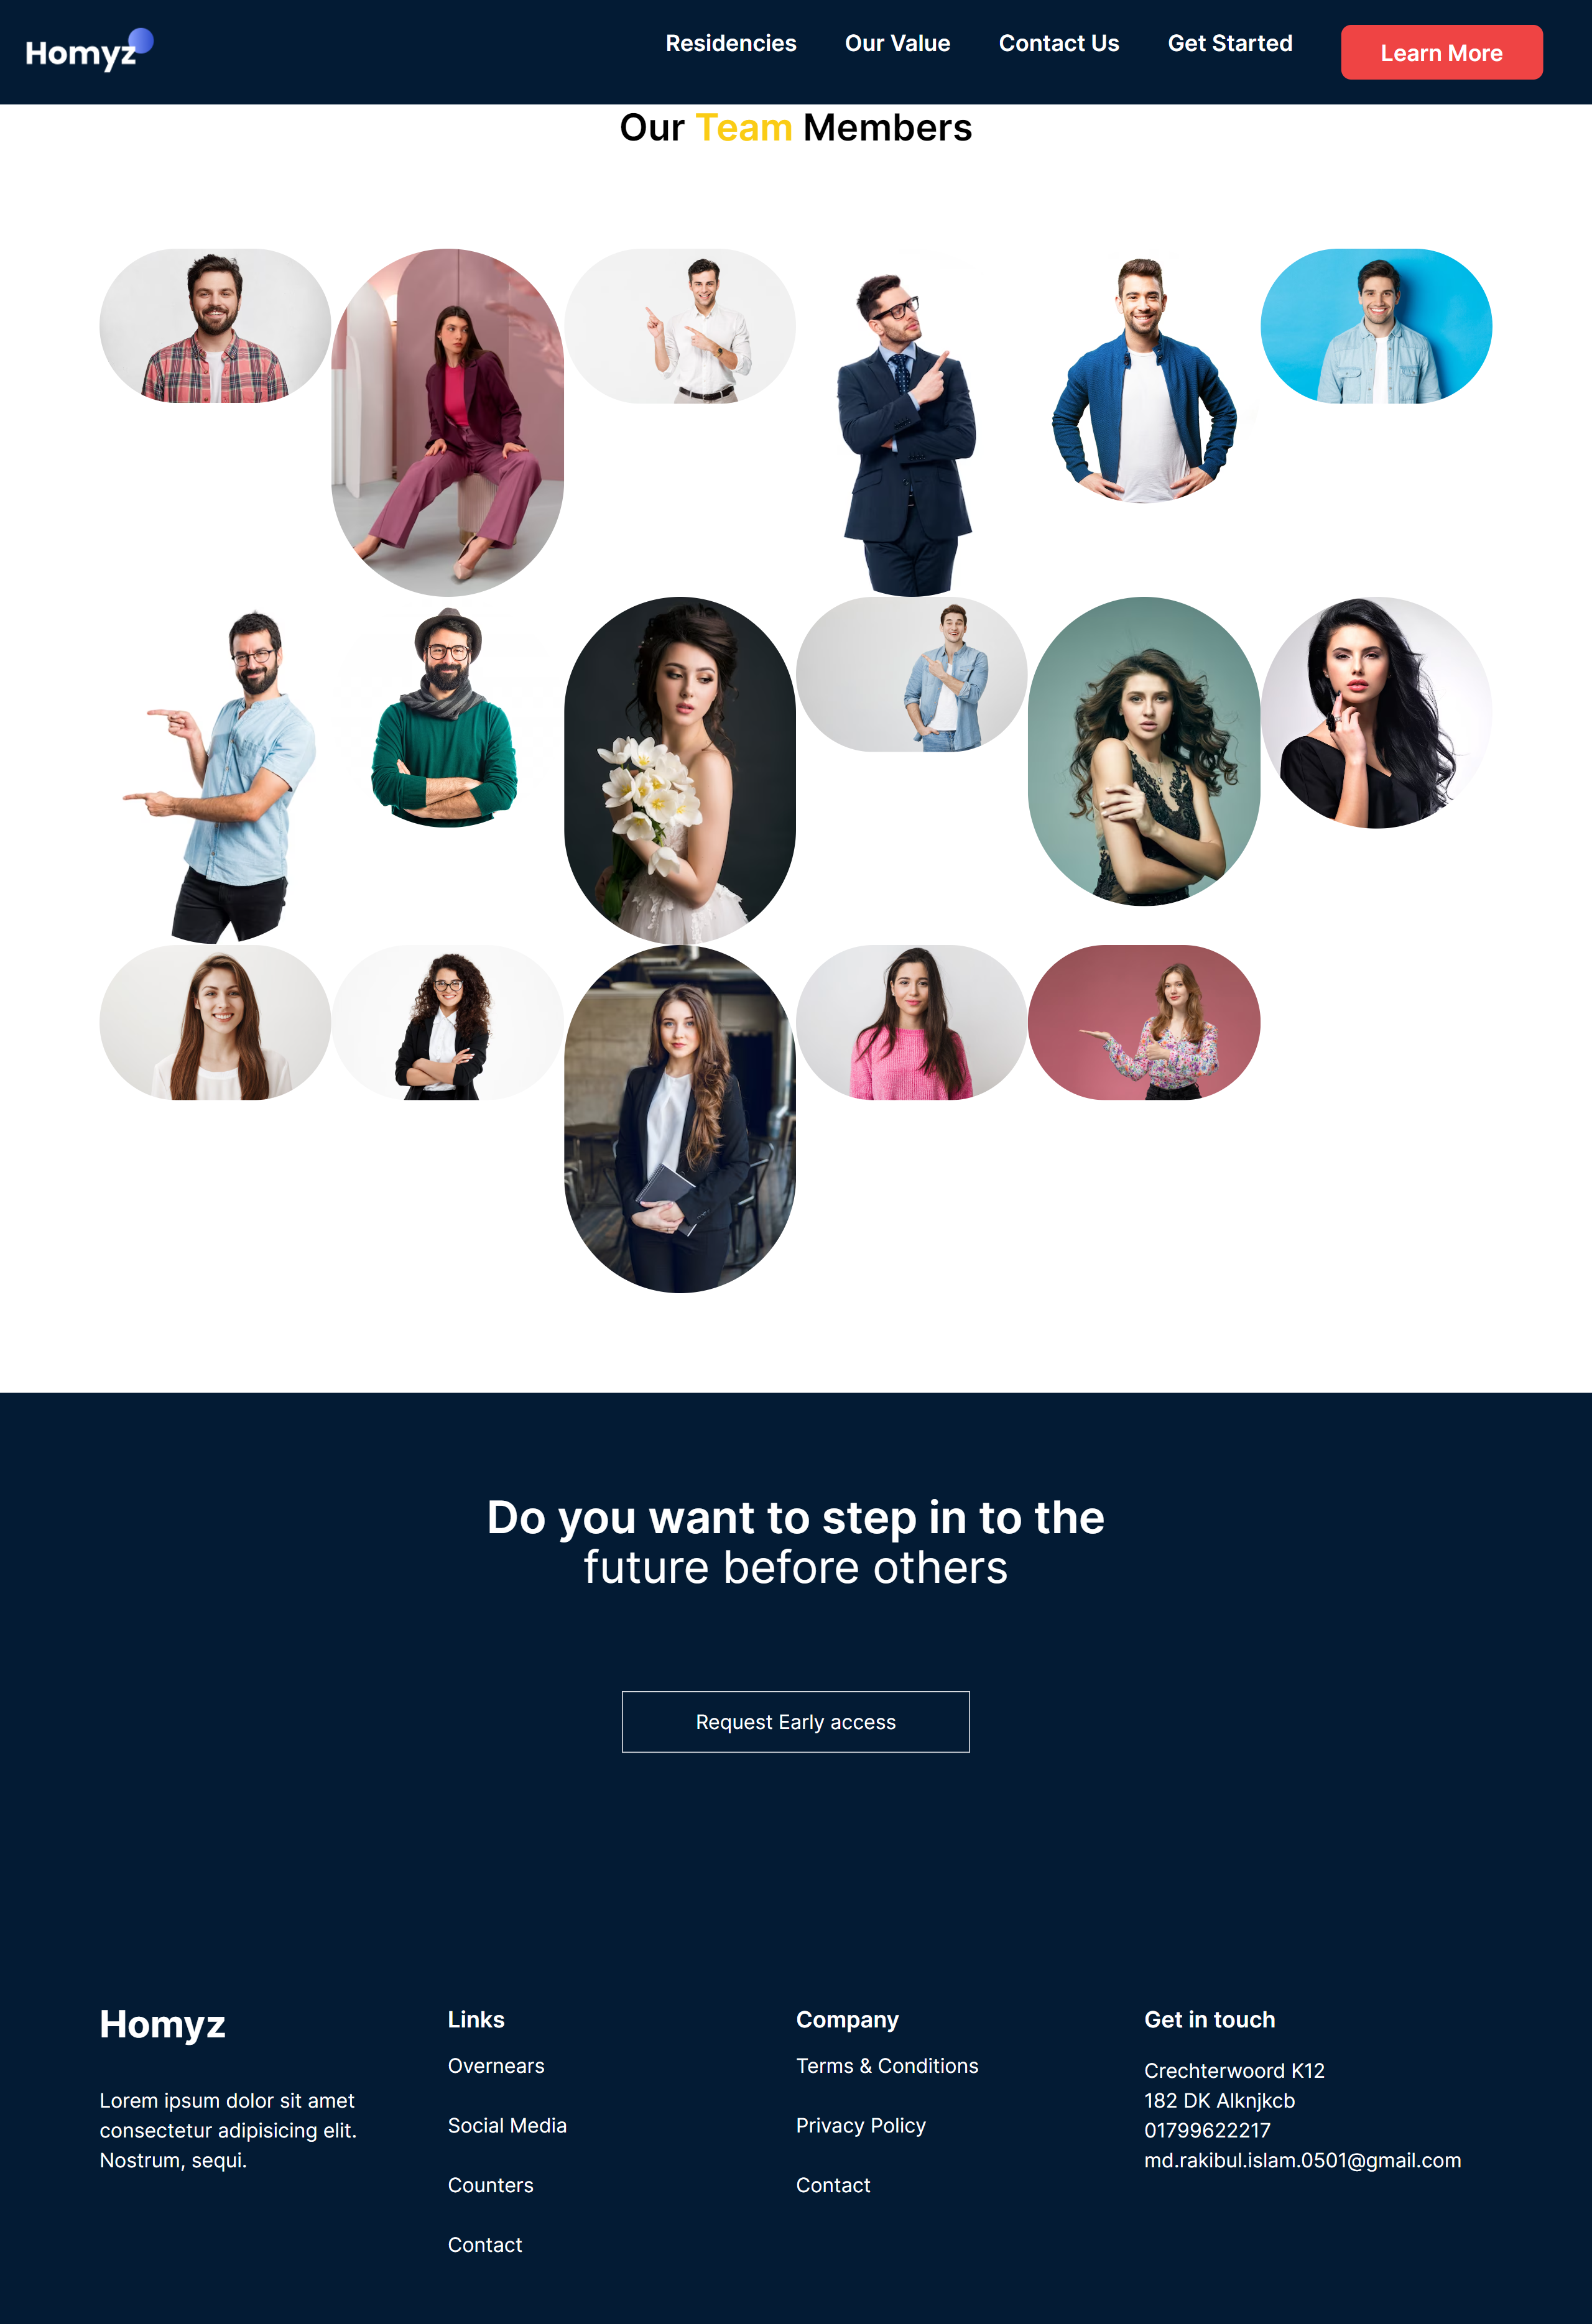 Homyz
Residencies
Our Value
Contact Us
Get Started
Learn More
Our Team Members
Do you want to step in to the
future before others
Request Early access
Homyz
Lorem ipsum dolor sit amet
consectetur adipisicing elit.
Nostrum, sequi.
Links
Overnears
Social Media
Counters
Contact
Company
Terms & Conditions
Privacy Policy
Contact
Get in touch
Crechterwoord K12
182 DK Alknjkcb
01799622217
md.rakibul.islam.0501@gmail.com